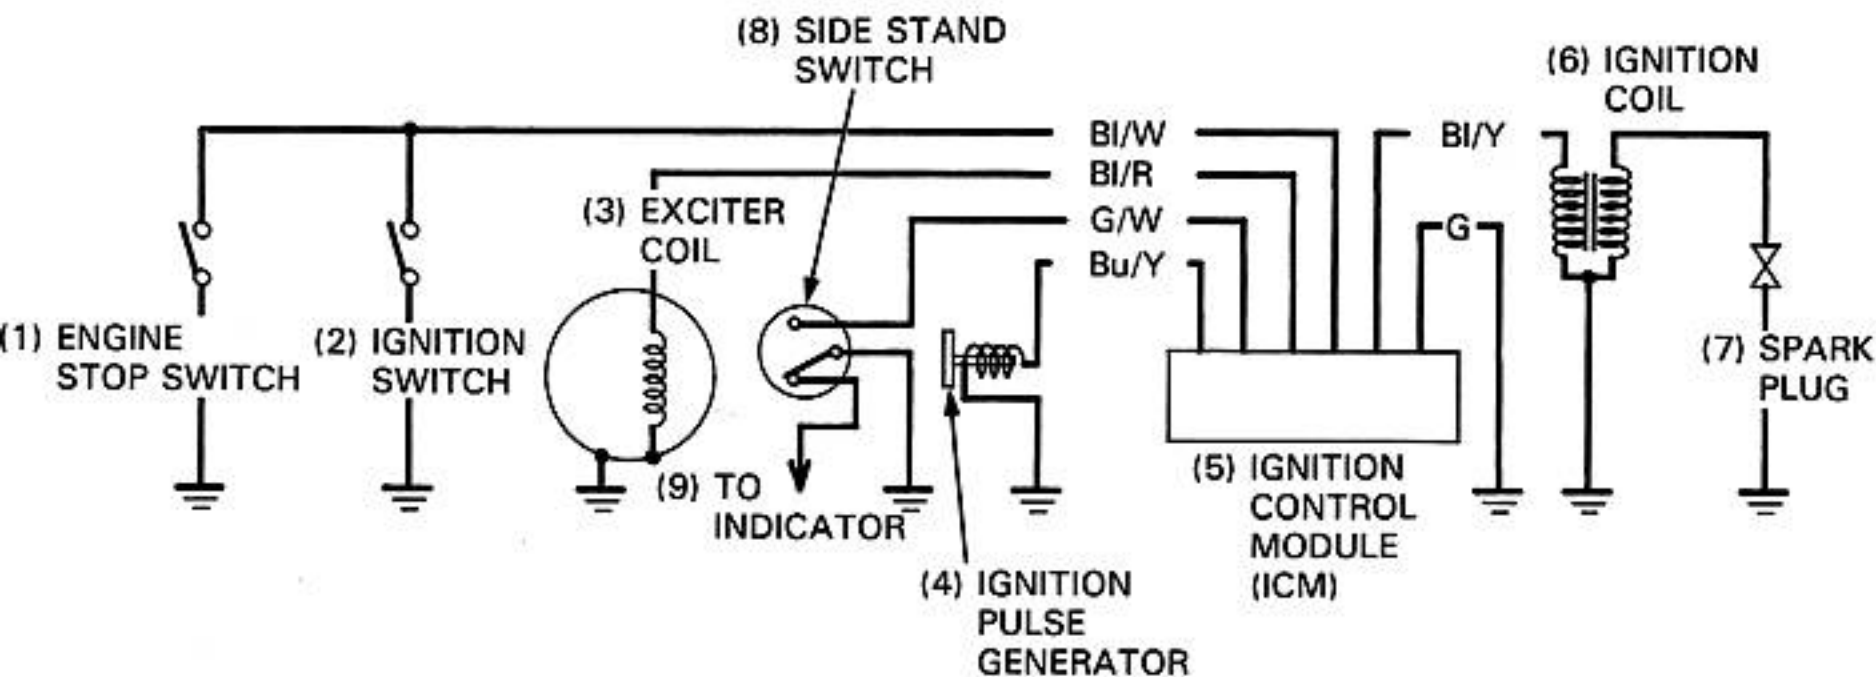 (8) SIDE STAND
SWITCH
(6) IGNITION
COIL
Bl/W
Bl/Y
Bl/R
(3) EXCITER
COIL
G/W
G
Bu/Y
(1) ENGINE
STOP SWITCH
(2) IGNITION
SWITCH
(7) SPARK
PLUG
(9) TO
INDICATOR
(5) IGNITION
CONTROL
MODULE
(ICM)
(4) IGNITION
PULSE
GENERATOR